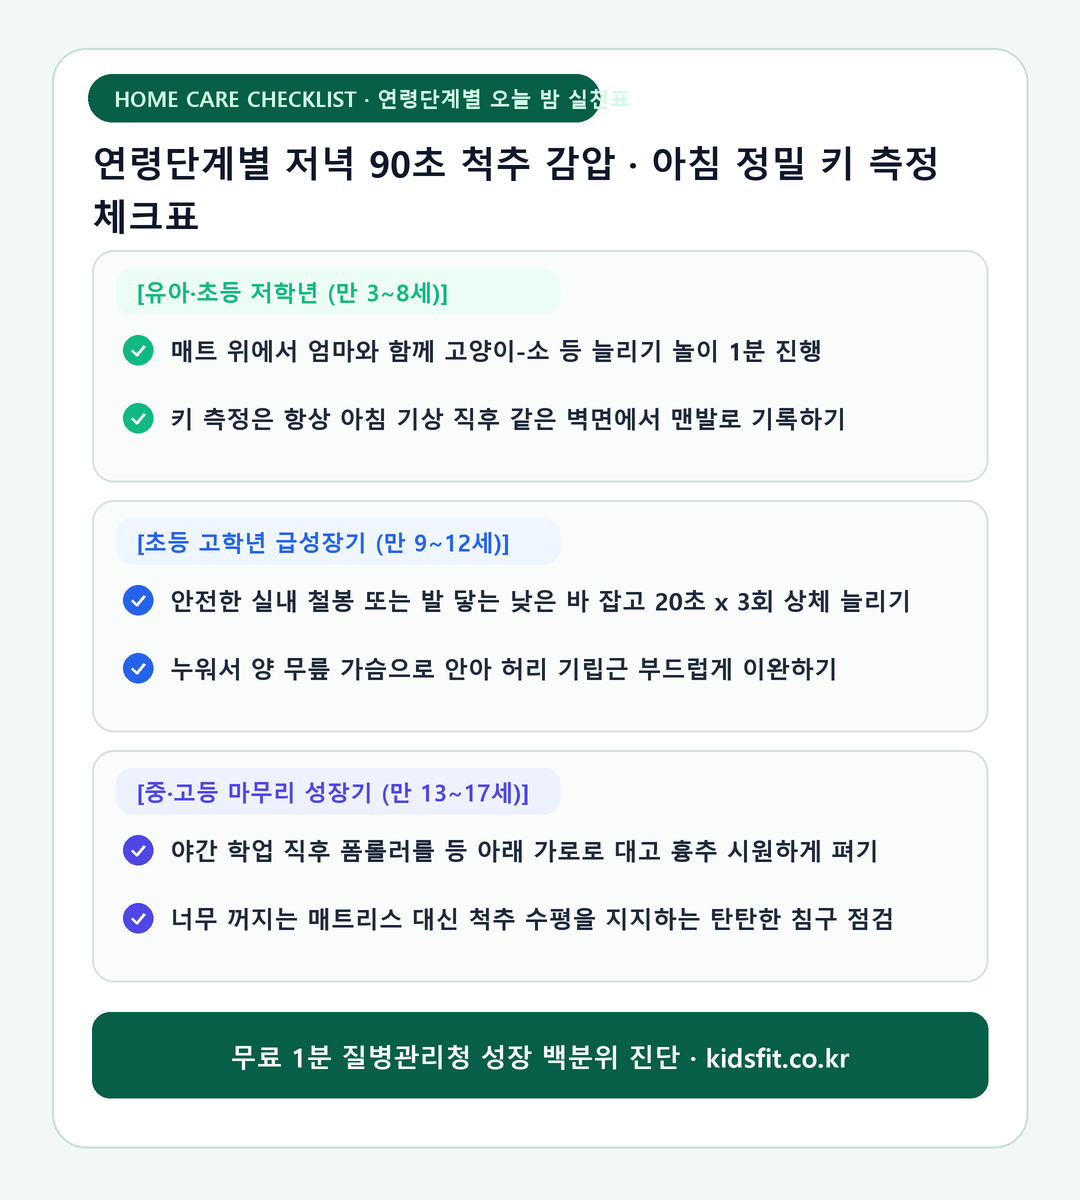 HOME CARE CHECKLIST · 연령단계별 오늘 밤 실천표
연령단계별 저녁 90초 척추 감압 · 아침 정밀 키 측정
체크표
[유아·초등 저학년 (만 3~8세)]
매트 위에서 엄마와 함께 고양이-소 등 늘리기 놀이 1분 진행
키 측정은 항상 아침 기상 직후 같은 벽면에서 맨발로 기록하기
[초등 고학년 급성장기 (만 9~12세)]
안전한 실내 철봉 또는 발 닿는 낮은 바 잡고 20초 x 3회 상체 늘리기
누워서 양 무릎 가슴으로 안아 허리 기립근 부드럽게 이완하기
[중·고등 마무리 성장기 (만 13~17세)]
야간 학업 직후 폼롤러를 등 아래 가로로 대고 흉추 시원하게 펴기
너무 꺼지는 매트리스 대신 척추 수평을 지지하는 탄탄한 침구 점검
무료 1분 질병관리청 성장 백분위 진단 · kidsfit.co.kr